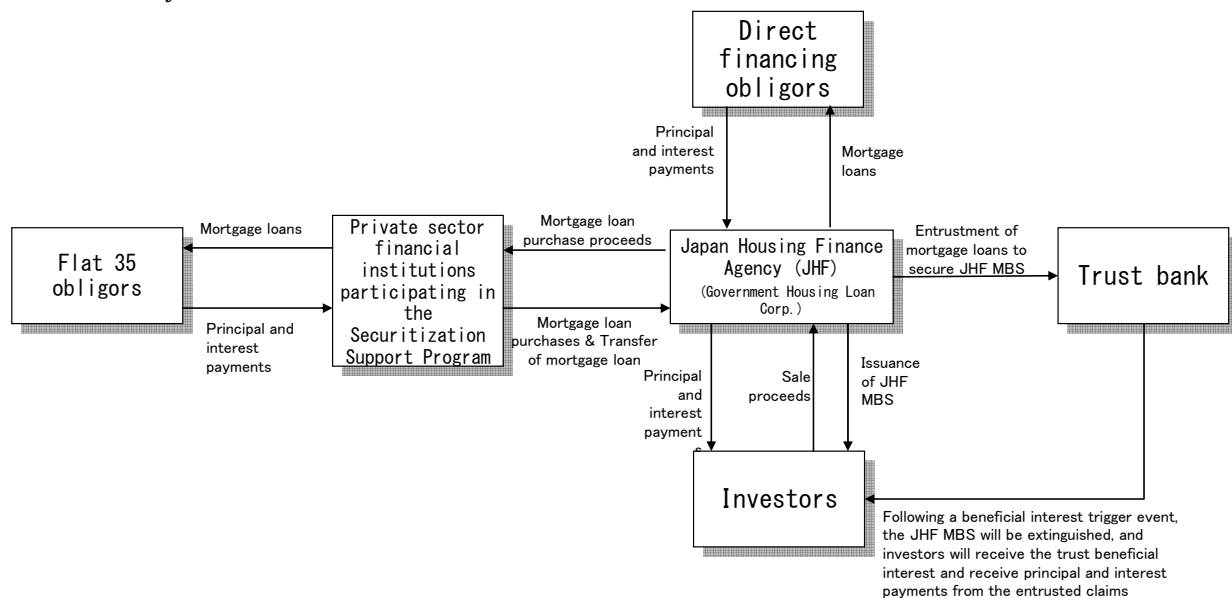 Direct
financing
obligors
Principal
and interest
payments
Mortgage
loans
Flat 35
obligors
Mortgage loans
Principal and
interest
payments
Private sector
financial
institutions
participating in
the
Securitization
Support Program
Mortgage loan
purchase proceeds
Mortgage loan
purchases & Transfer
of mortgage loan
Japan Housing Finance
Agency (JHF)
(Government Housing Loan
Corp.)
Entrustment of
mortgage loans to
secure JHF MBS
Trust bank
Principal
and
interest
payment
s
Sale
proceeds
Issuance
of JHF
MBS
Investors
Following a beneficial interest trigger event,
the JHF MBS will be extinguished, and
investors will receive the trust beneficial
interest and receive principal and interest
payments from the entrusted claims